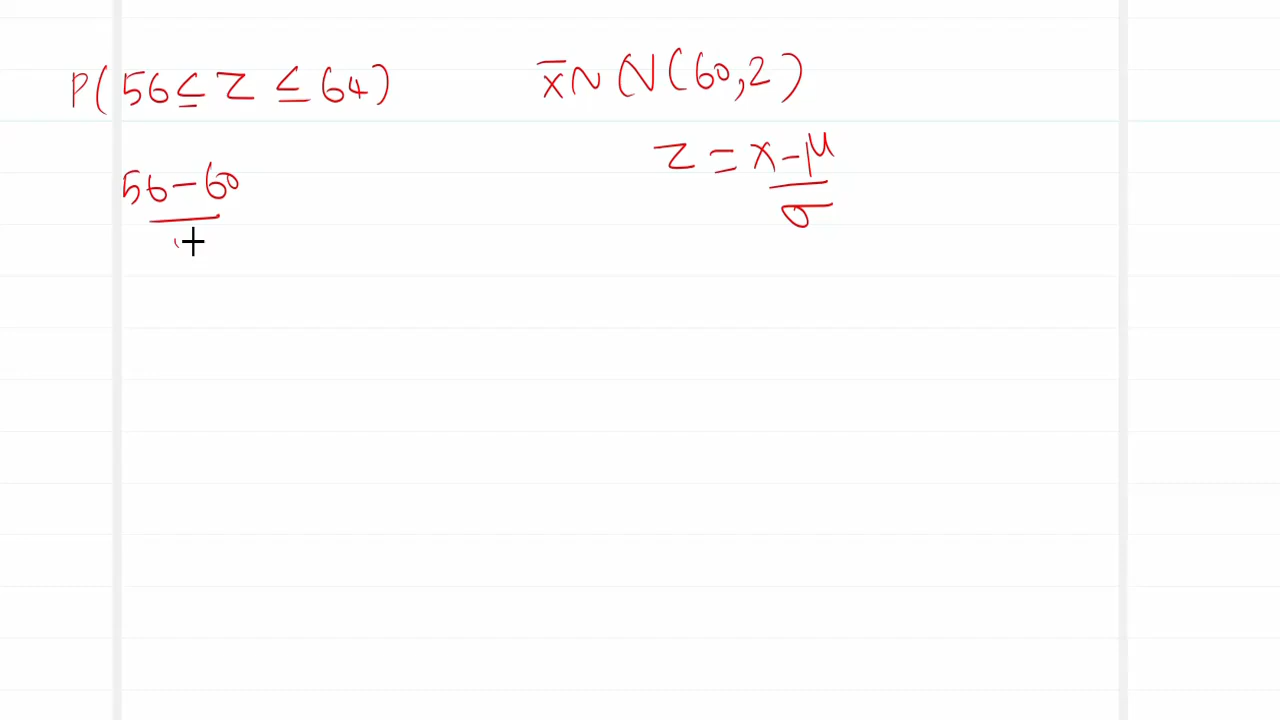 P( 56 ≤ z ≤ 64)
x̄ ~ N(60,2)
z = x-μ
σ
56-60